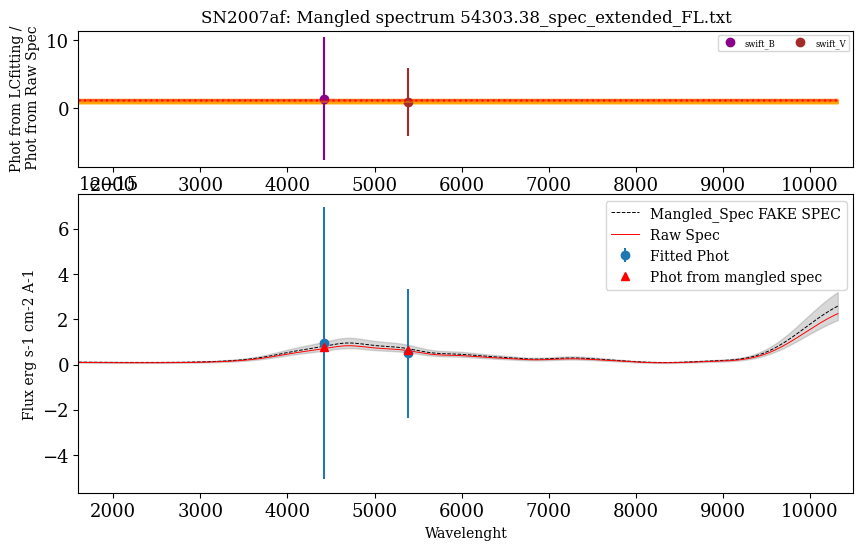 SN2007af: Mangled spectrum 54303.38_spec_extended_FL.txt
Phot from LCfitting /
Phot from Raw Spec
10
0
swift_B
swift_V
2000 3000 4000 5000 6000 7000 8000 9000 10000
1e−15
Flux erg s-1 cm-2 A-1
6
4
2
0
−2
−4
Mangled_Spec FAKE SPEC
Raw Spec
Fitted Phot
Phot from mangled spec
2000 3000 4000 5000 6000 7000 8000 9000 10000
Wavelenght